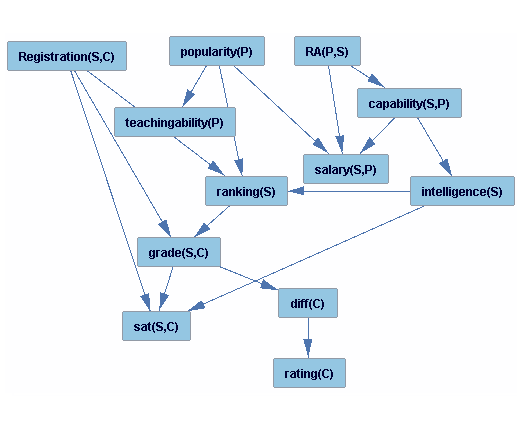 Registration(S,C)
popularity(P)
RA(P,S)
capability(S,P)
teachingability(P)
salary(S,P)
ranking(S)
intelligence(S)
grade(S,C)
diff(C)
sat(S,C)
rating(C)